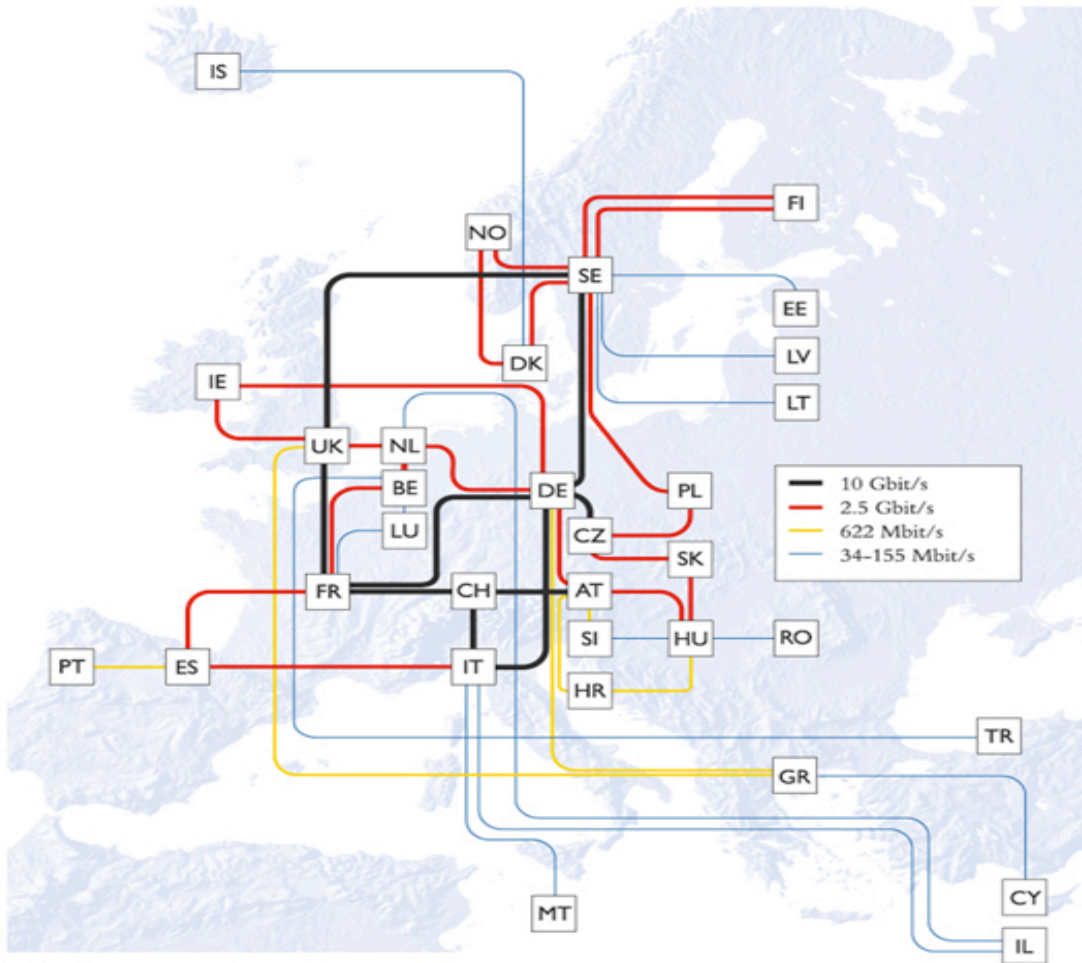 IS
FI
NO
SE
EE
DK
LV
IE
LT
UK
NL
DE
BE
PL
CZ
LU
SK
10 Gbit/s
2.5 Gbit/s
622 Mbit/s
34–155 Mbit/s
FR
CH
AT
SI
HU
RO
PT
ES
IT
HR
TR
GR
CY
MT
IL